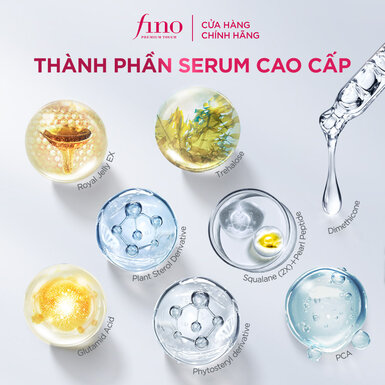 fino
PREMIUM TOUCH
CỬA HÀNG
CHÍNH HÃNG
THÀNH PHẦN SERUM CAO CẤP
Royal Jelly EX
Trehalose
Dimethicone
Plant Sterol Derivative
Squalane (2X)+Pearl Peptide
Glutamid Acid
Phytosteryl derivative
PCA